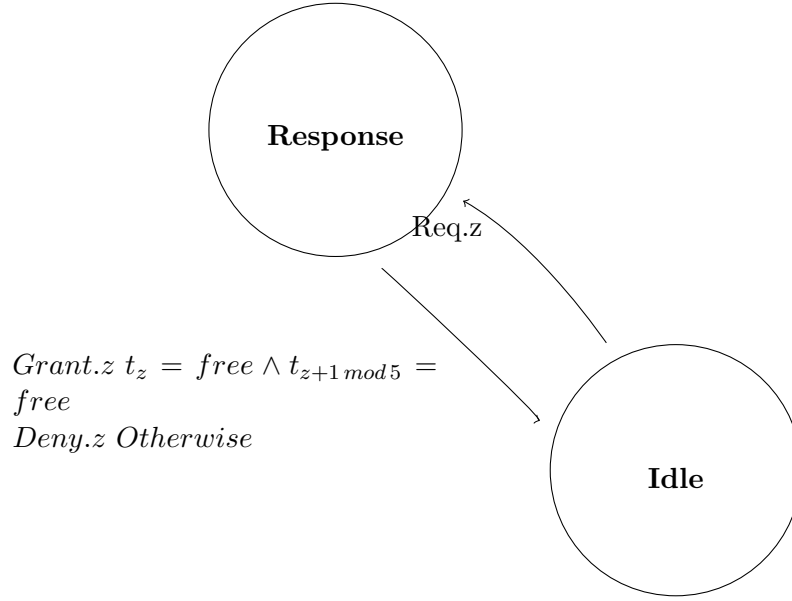 Response
Req.z
Grant.z t_z = free ∧ t_{z+1 mod 5} =
free
Deny.z Otherwise
Idle